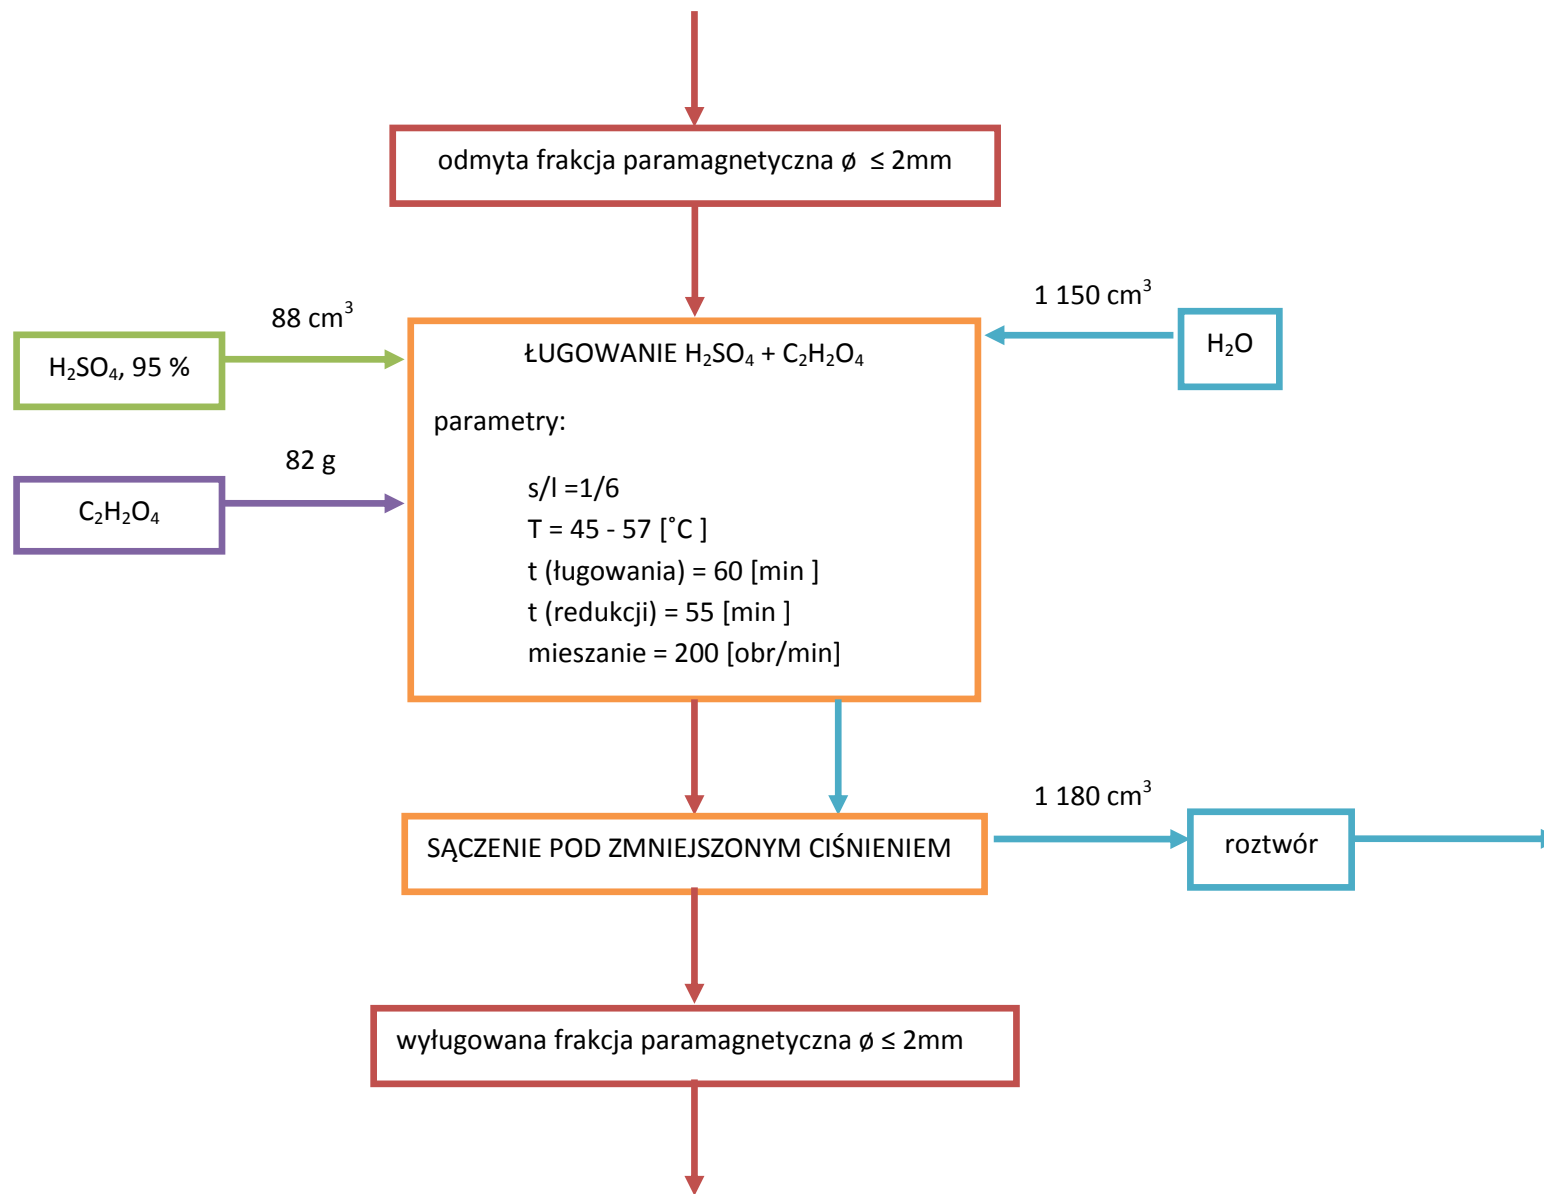 odmyta frakcja paramagnetyczna ø ≤ 2mm
88 cm³
1 150 cm³
H₂SO₄, 95 %
ŁUGOWANIE H₂SO₄ + C₂H₂O₄
H₂O
parametry:
82 g
C₂H₂O₄
s/l =1/6
T = 45 - 57 [˚C ]
t (ługowania) = 60 [min ]
t (redukcji) = 55 [min ]
mieszanie = 200 [obr/min]
1 180 cm³
SĄCZENIE POD ZMNIEJSZONYM CIŚNIENIEM
roztwór
wyługowana frakcja paramagnetyczna ø ≤ 2mm